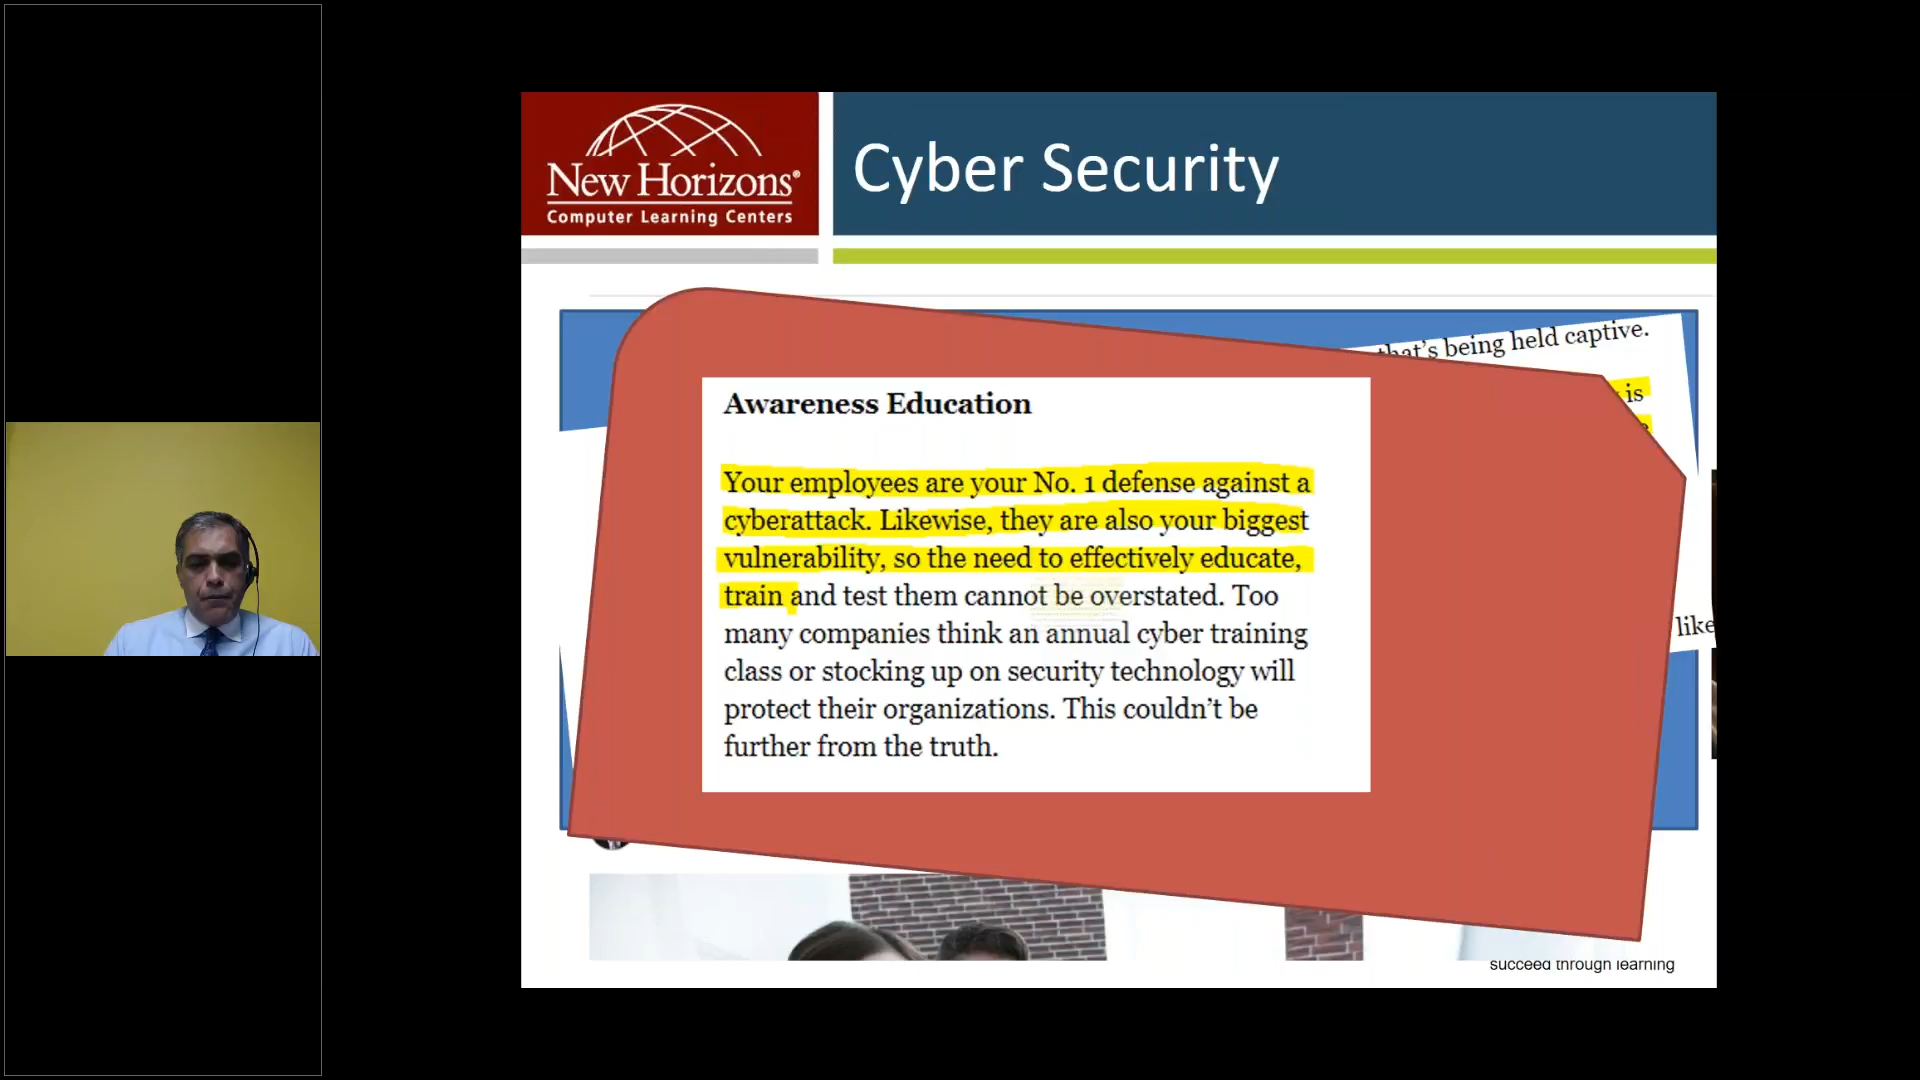 New Horizons®
Computer Learning Centers
Cyber Security
that's being held captive.
is
Awareness Education
Your employees are your No. 1 defense against a
cyberattack. Likewise, they are also your biggest
vulnerability, so the need to effectively educate,
train and test them cannot be overstated. Too
many companies think an annual cyber training
class or stocking up on security technology will
protect their organizations. This couldn't be
further from the truth.
like
succeed through learning